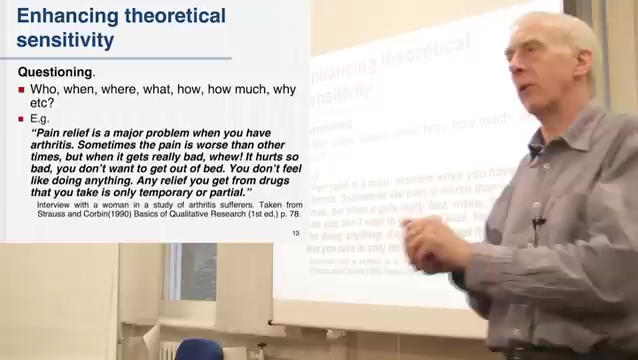 Enhancing theoretical
sensitivity
Questioning.
Who, when, where, what, how, how much, why
etc?
E.g.
“Pain relief is a major problem when you have
arthritis. Sometimes the pain is worse than other
times, but when it gets really bad, whew! It hurts so
bad, you don’t want to get out of bed. You don’t feel
like doing anything. Any relief you get from drugs
that you take is only temporary or partial.”
Interview with a woman in a study of arthritis sufferers. Taken from
Strauss and Corbin(1990) Basics of Qualitative Research (1st ed.) p. 78.
13
enhancing theoretical
sensitivity